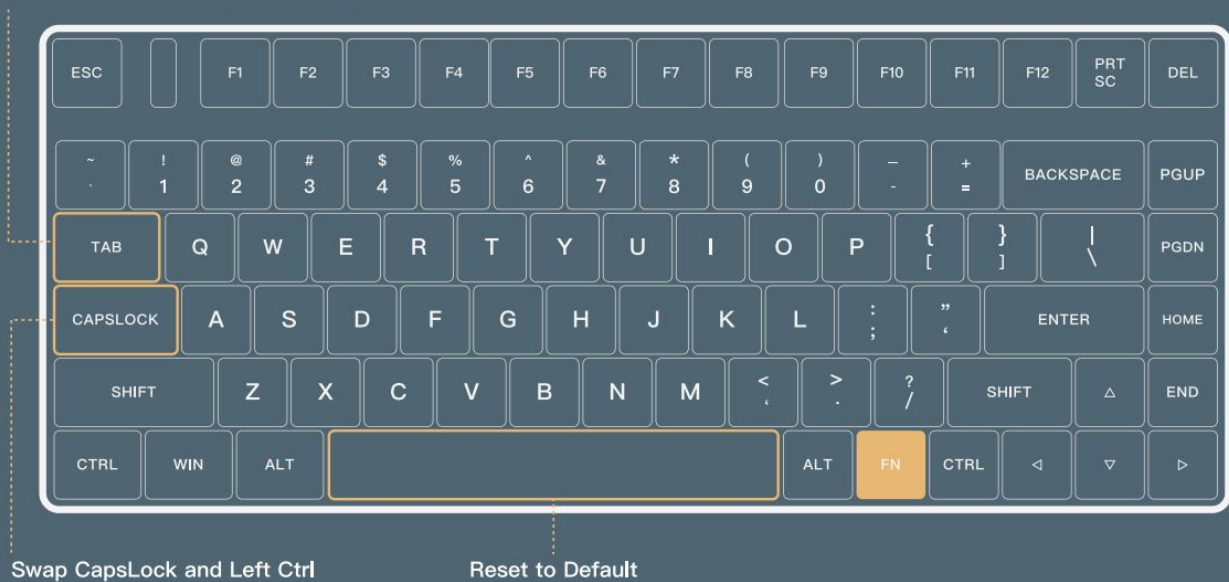 ESC F1 F2 F3 F4 F5 F6 F7 F8 F9 F10 F11 F12 PRT SC DEL
~ ! @ # $ % ^ & * ( ) — +
` 1 2 3 4 5 6 7 8 9 0 - = BACKSPACE PGUP
TAB Q W E R T Y U I O P { [ } ] | \ PGDN
CAPSLOCK A S D F G H J K L : ; ” ‘ ENTER HOME
SHIFT Z X C V B N M < ‘ > . ? / SHIFT △ END
CTRL WIN ALT ALT FN CTRL ◁ ▽ ▷
Swap CapsLock and Left Ctrl Reset to Default